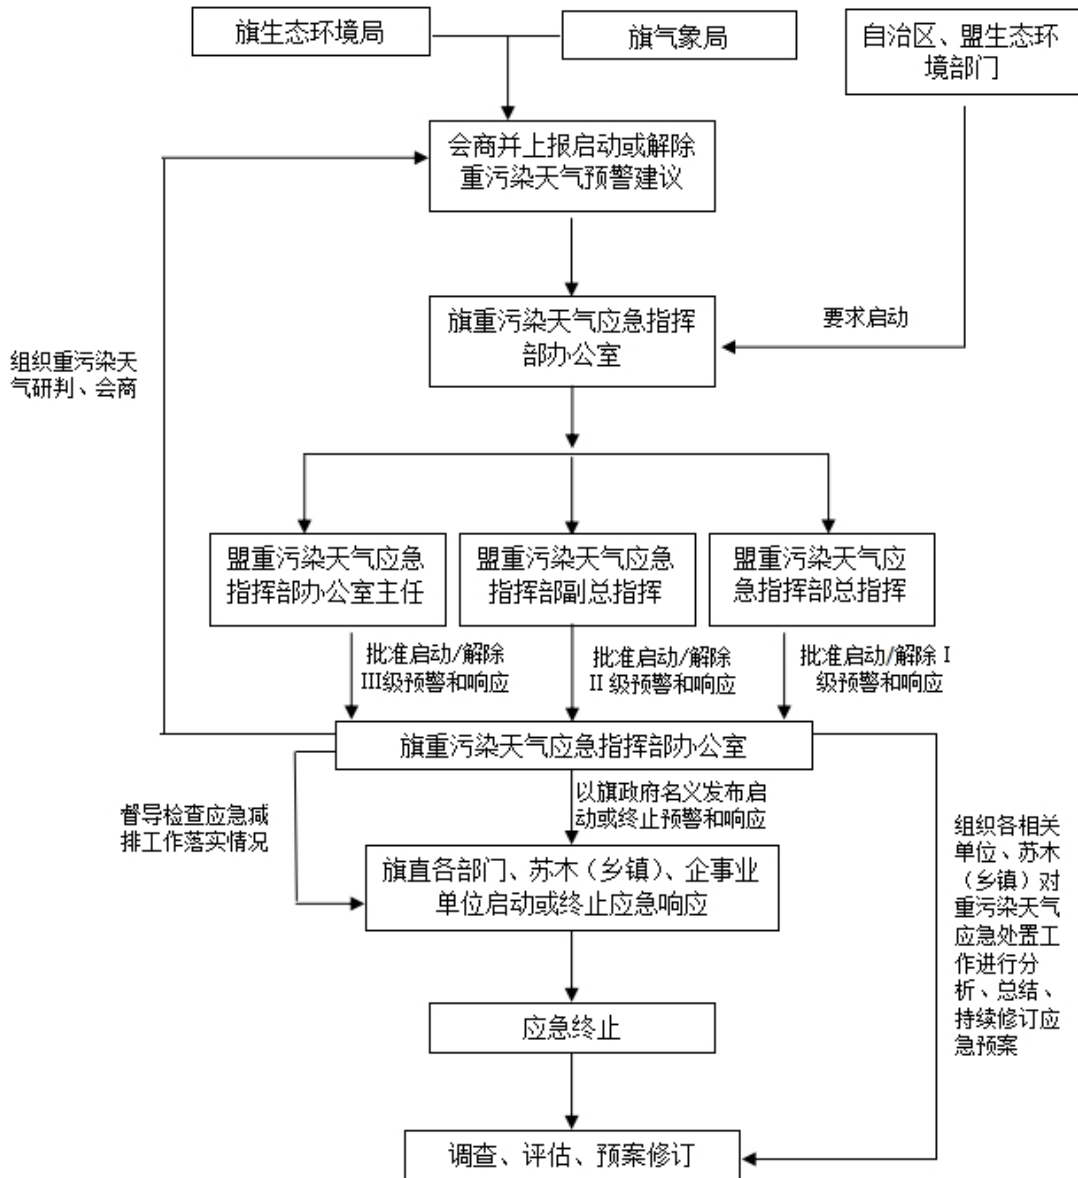 旗生态环境局
旗气象局
自治区、盟生态环
境部门
会商并上报启动或解除
重污染天气预警建议
旗重污染天气应急指挥
部办公室
要求启动
组织重污染天
气研判、会商
盟重污染天气应急
指挥部办公室主任
盟重污染天气应急
指挥部副总指挥
盟重污染天气应
急指挥部总指挥
批准启动/解除
III级预警和响应
批准启动/解除
II 级预警和响应
批准启动/解除 I
级预警和响应
旗重污染天气应急指挥部办公室
督导检查应急减
排工作落实情况
以旗政府名义发布启
动或终止预警和响应
旗直各部门、苏木（乡镇）、企事业
单位启动或终止应急响应
组织各相关
单位、苏木
（乡镇）对
重污染天气
应急处置工
作进行分
析、总结、
持续修订应
急预案
应急终止
调查、评估、预案修订